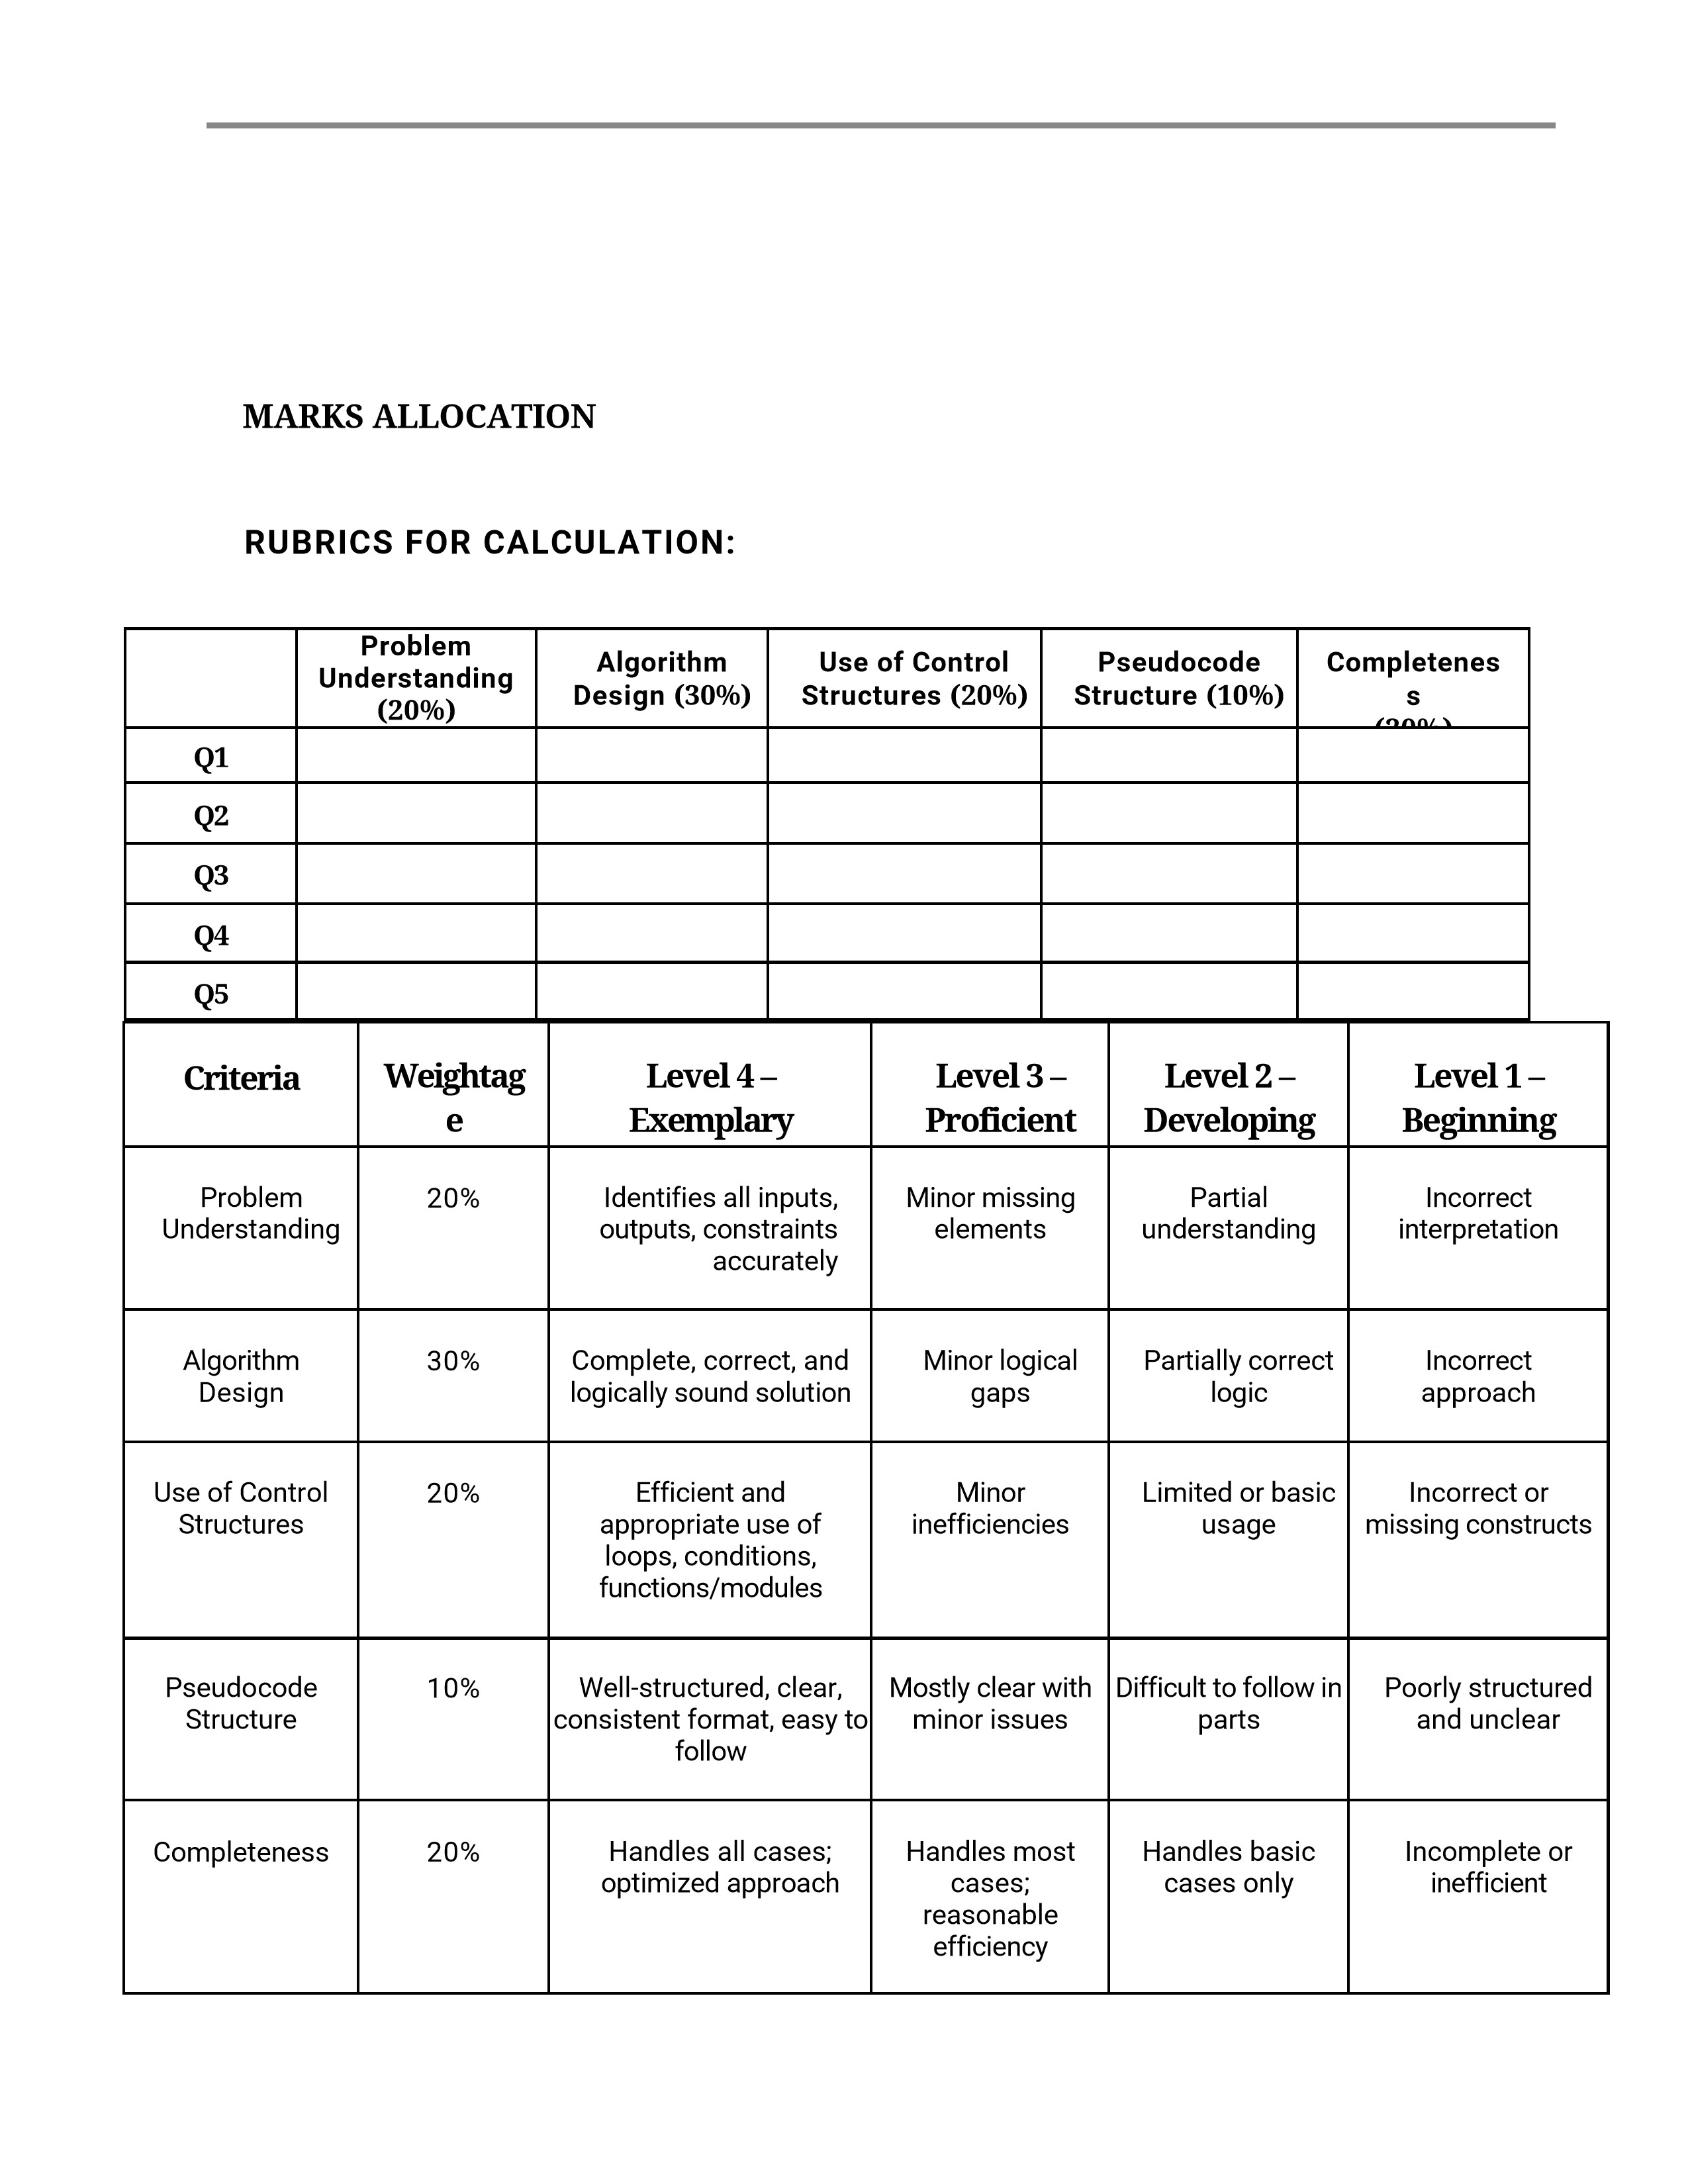 MARKS ALLOCATION
RUBRICS FOR CALCULATION:
Problem Understanding (20%)
Algorithm Design (30%)
Use of Control Structures (20%)
Pseudocode Structure (10%)
Completenes
s
Q1
Q2
Q3
Q4
Q5
Criteria
Weightag
e
Level 4 –
Exemplary
Level 3 –
Proficient
Level 2 –
Developing
Level 1 –
Beginning
Problem
Understanding
20%
Identifies all inputs,
outputs, constraints
accurately
Minor missing
elements
Partial
understanding
Incorrect
interpretation
Algorithm
Design
30%
Complete, correct, and
logically sound solution
Minor logical
gaps
Partially correct
logic
Incorrect
approach
Use of Control
Structures
20%
Efficient and
appropriate use of
loops, conditions,
functions/modules
Minor
inefficiencies
Limited or basic
usage
Incorrect or
missing constructs
Pseudocode
Structure
10%
Well-structured, clear,
consistent format, easy to
follow
Mostly clear with
minor issues
Difficult to follow in
parts
Poorly structured
and unclear
Completeness
20%
Handles all cases;
optimized approach
Handles most
cases;
reasonable
efficiency
Handles basic
cases only
Incomplete or
inefficient